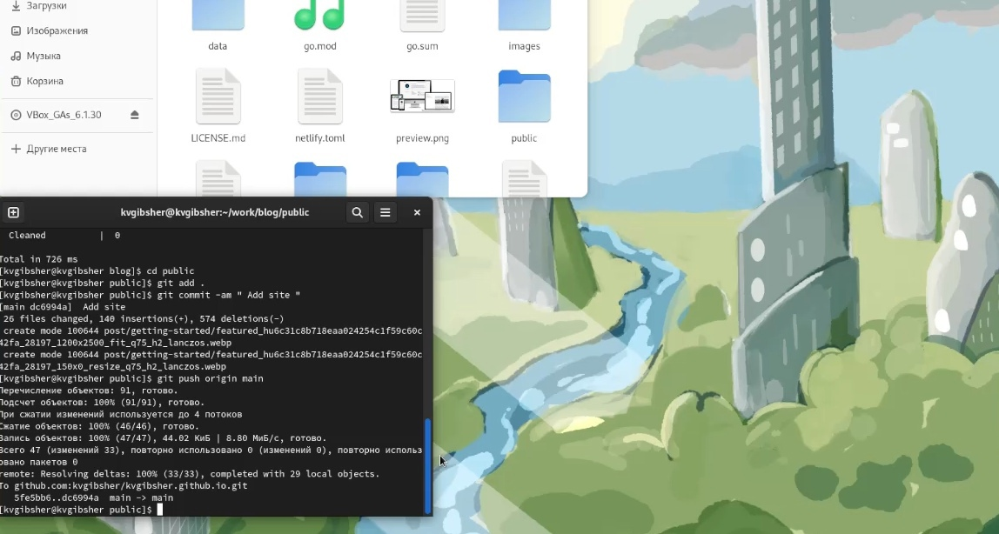 Загрузки
Изображения
Музыка
Корзина
VBox_GAs_6.1.30
Другие места
data
go.mod
go.sum
images
LICENSE.md
netlify.toml
preview.png
public
kvgibsher@kvgibsher:~/work/blog/public
Cleaned | 0
Total in 726 ms
[kvgibsher@kvgibsher blog]$ cd public
[kvgibsher@kvgibsher public]$ git add .
[kvgibsher@kvgibsher public]$ git commit -am " Add site "
[main dc6994a]  Add site
26 files changed, 140 insertions(+), 574 deletions(-)
create mode 100644 post/getting-started/featured_hu6c31c8b718eaa024254c1f59c60c
42fa_28197_1200x2500_fit_q75_h2_lanczos.webp
create mode 100644 post/getting-started/featured_hu6c31c8b718eaa024254c1f59c60c
42fa_28197_150x0_resize_q75_h2_lanczos.webp
[kvgibsher@kvgibsher public]$ git push origin main
Перечисление объектов: 91, готово.
Подсчет объектов: 100% (91/91), готово.
При сжатии изменений используется до 4 потоков
Сжатие объектов: 100% (46/46), готово.
Запись объектов: 100% (47/47), 44.02 КиБ | 8.80 МиБ/с, готово.
Всего 47 (изменений 33), повторно использовано 0 (изменений 0), повторно использ
овано пакетов 0
remote: Resolving deltas: 100% (33/33), completed with 29 local objects.
To github.com:kvgibsher/kvgibsher.github.io.git
5fe5bb6..dc6994a  main -> main
[kvgibsher@kvgibsher public]$